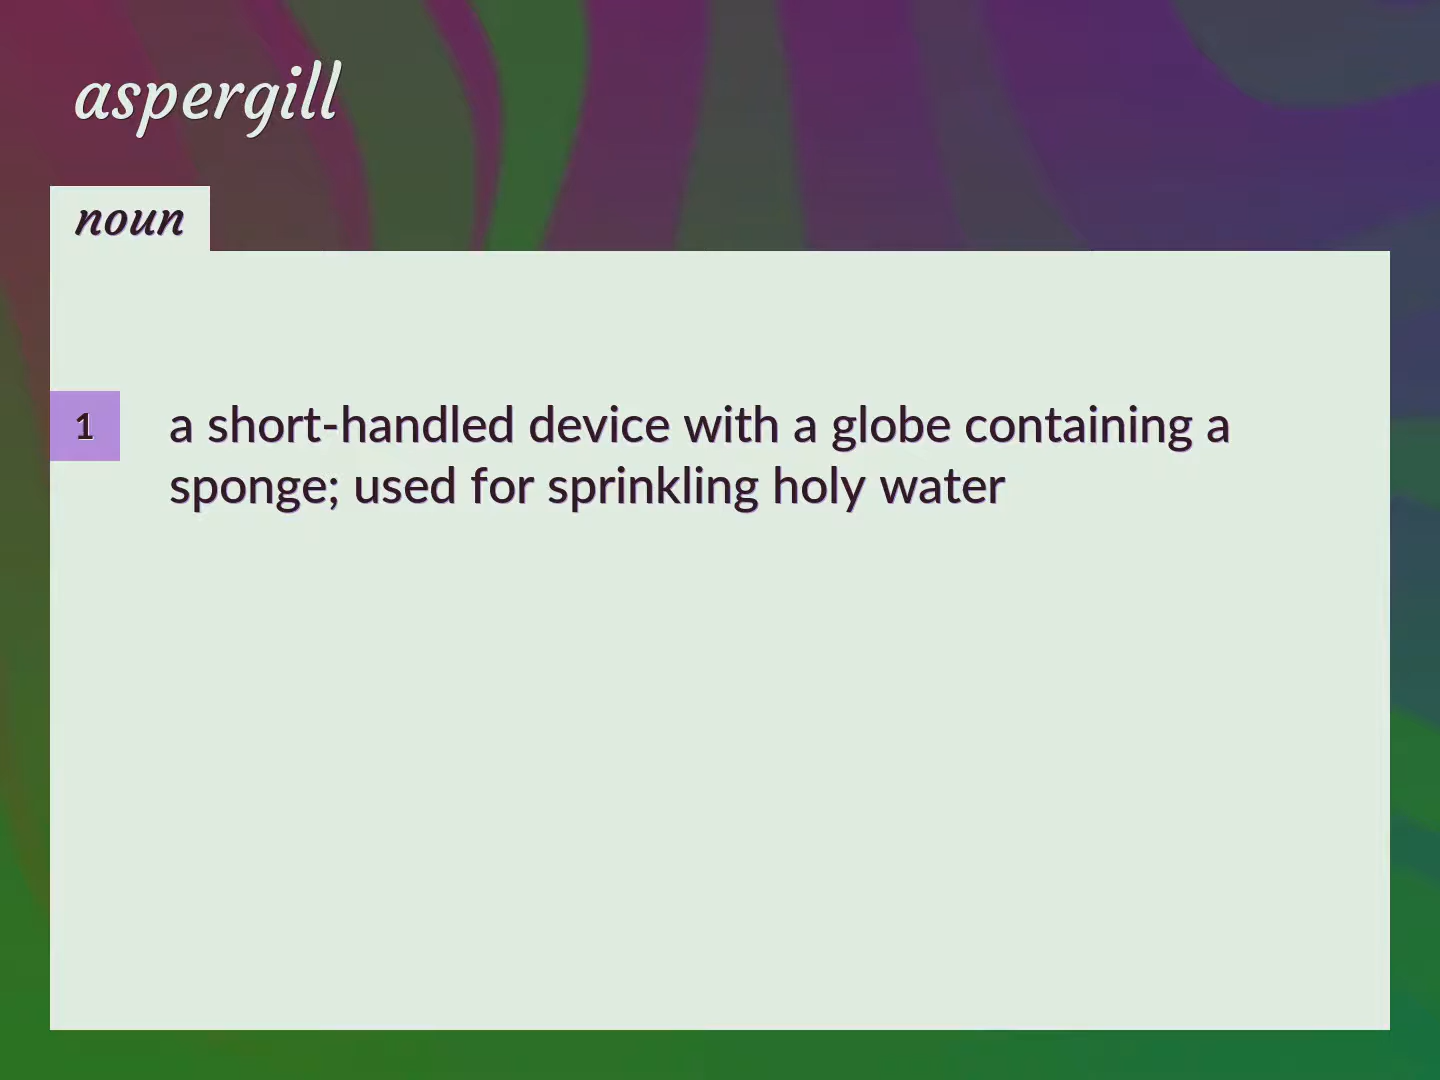 aspergill
noun
1
a short-handled device with a globe containing a
sponge; used for sprinkling holy water